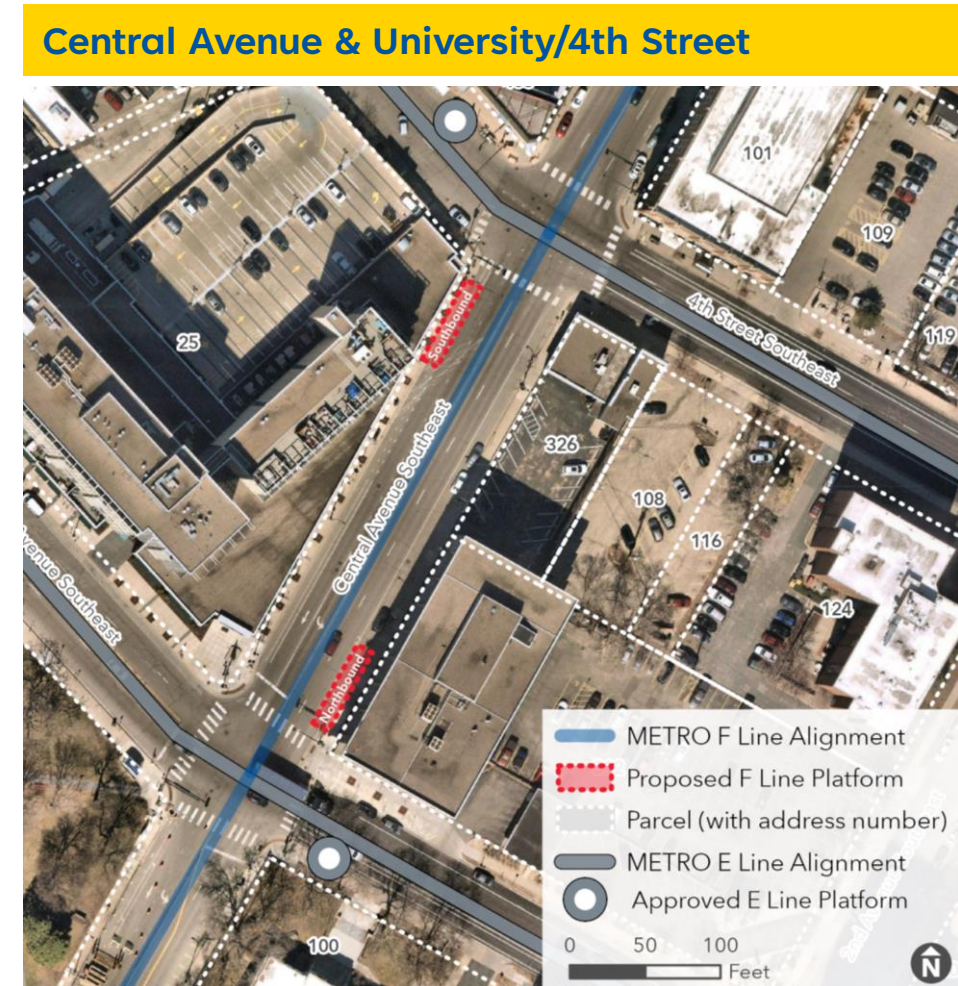 Central Avenue & University/4th Street
101
109
4th Street Southeast
119
25
Southbound
Central Avenue Southeast
326
108
116
124
venue Southeast
Northbound
100
METRO F Line Alignment
Proposed F Line Platform
Parcel (with address number)
METRO E Line Alignment
Approved E Line Platform
0 50 100
Feet
N